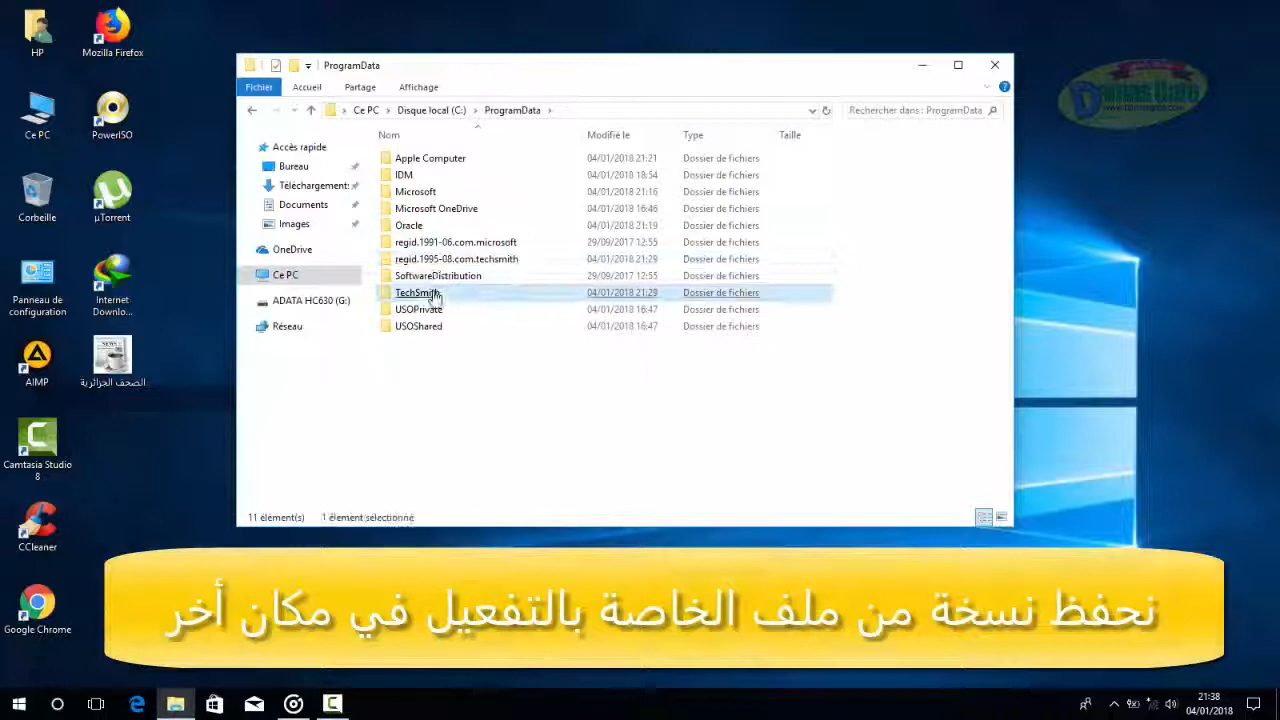 HP
Mozilla Firefox
Ce PC
PowerISO
Corbeille
µTorrent
Panneau de configuration
Internet Downlo...
AIMP
الصحف الجزائرية
Camtasia Studio 8
CCleaner
Google Chrome
NEWS
ProgramData
Fichier
Accueil
Partage
Affichage
Ce PC > Disque local (C:) > ProgramData >
Rechercher dans : ProgramData
Nom Modifié le Type Taille
Accès rapide
Bureau
Téléchargement:
Documents
Images
OneDrive
Ce PC
ADATA HC630 (G:)
Réseau
Apple Computer 04/01/2018 21:21 Dossier de fichiers
IDM 04/01/2018 18:54 Dossier de fichiers
Microsoft 04/01/2018 21:16 Dossier de fichiers
Microsoft OneDrive 04/01/2018 16:46 Dossier de fichiers
Oracle 04/01/2018 21:19 Dossier de fichiers
regid.1991-06.com.microsoft 29/09/2017 12:55 Dossier de fichiers
regid.1995-08.com.techsmith 04/01/2018 21:29 Dossier de fichiers
SoftwareDistribution 29/09/2017 12:55 Dossier de fichiers
TechSmith 04/01/2018 21:29 Dossier de fichiers
USOPrivate 04/01/2018 16:47 Dossier de fichiers
USOShared 04/01/2018 16:47 Dossier de fichiers
11 élément(s) 1 élément sélectionné
نحفظ نسخة من ملف الخاصة بالتفعيل في مكان أخر
21:38
04/01/2018